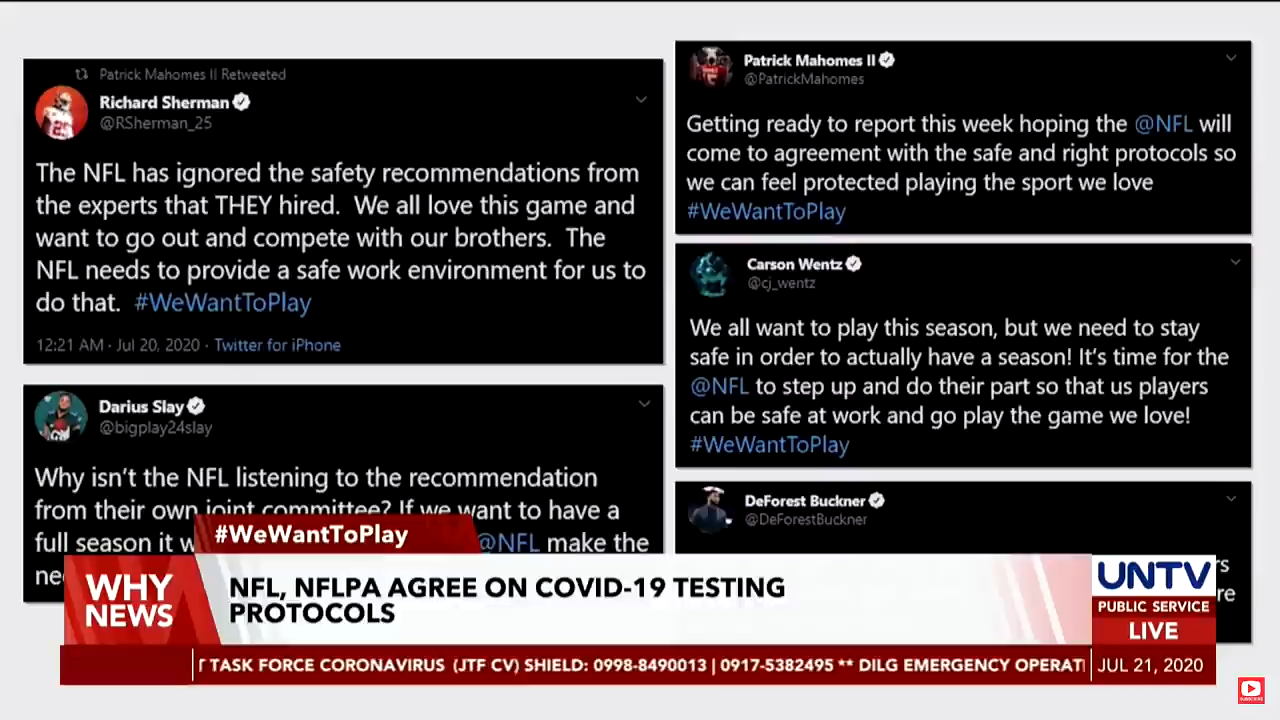 Patrick Mahomes II Retweeted
Richard Sherman
@RSherman_25
The NFL has ignored the safety recommendations from
the experts that THEY hired. We all love this game and
want to go out and compete with our brothers. The
NFL needs to provide a safe work environment for us to
do that. #WeWantToPlay
12:21 AM · Jul 20, 2020 · Twitter for iPhone
Darius Slay
@bigplay24slay
Why isn't the NFL listening to the recommendation
from their own joint committee? If we want to have a
full season it w
@NFL make the
ne
Patrick Mahomes II
@PatrickMahomes
Getting ready to report this week hoping the @NFL will
come to agreement with the safe and right protocols so
we can feel protected playing the sport we love
#WeWantToPlay
Carson Wentz
@cj_wentz
We all want to play this season, but we need to stay
safe in order to actually have a season! It's time for the
@NFL to step up and do their part so that us players
can be safe at work and go play the game we love!
#WeWantToPlay
DeForest Buckner
@DeForestBuckner
rs
re
#WeWantToPlay
WHY
NEWS
NFL, NFLPA AGREE ON COVID-19 TESTING
PROTOCOLS
UNTV
PUBLIC SERVICE
LIVE
T TASK FORCE CORONAVIRUS (JTF CV) SHIELD: 0998-8490013 | 0917-5382495 ** DILG EMERGENCY OPERAT
JUL 21, 2020
SUBSCRIBE